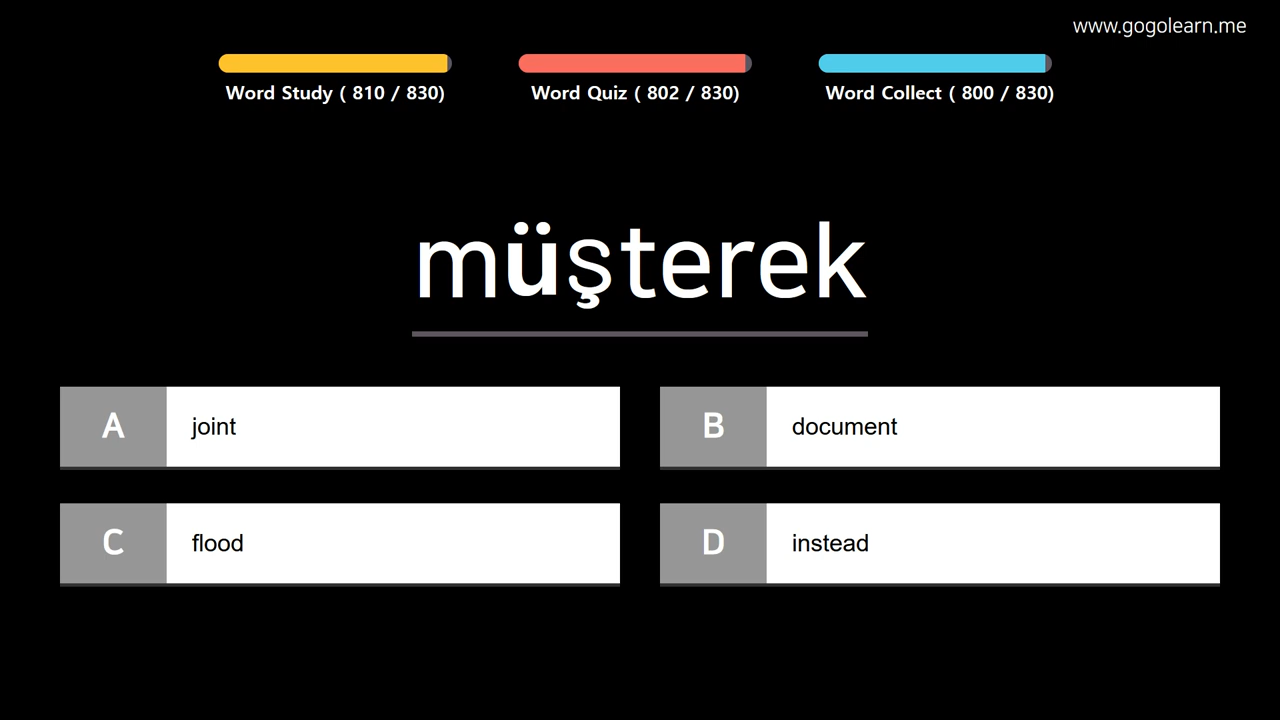 www.gogolearn.me
Word Study ( 810 / 830)
Word Quiz ( 802 / 830)
Word Collect ( 800 / 830)
müşterek
A joint
B document
C flood
D instead